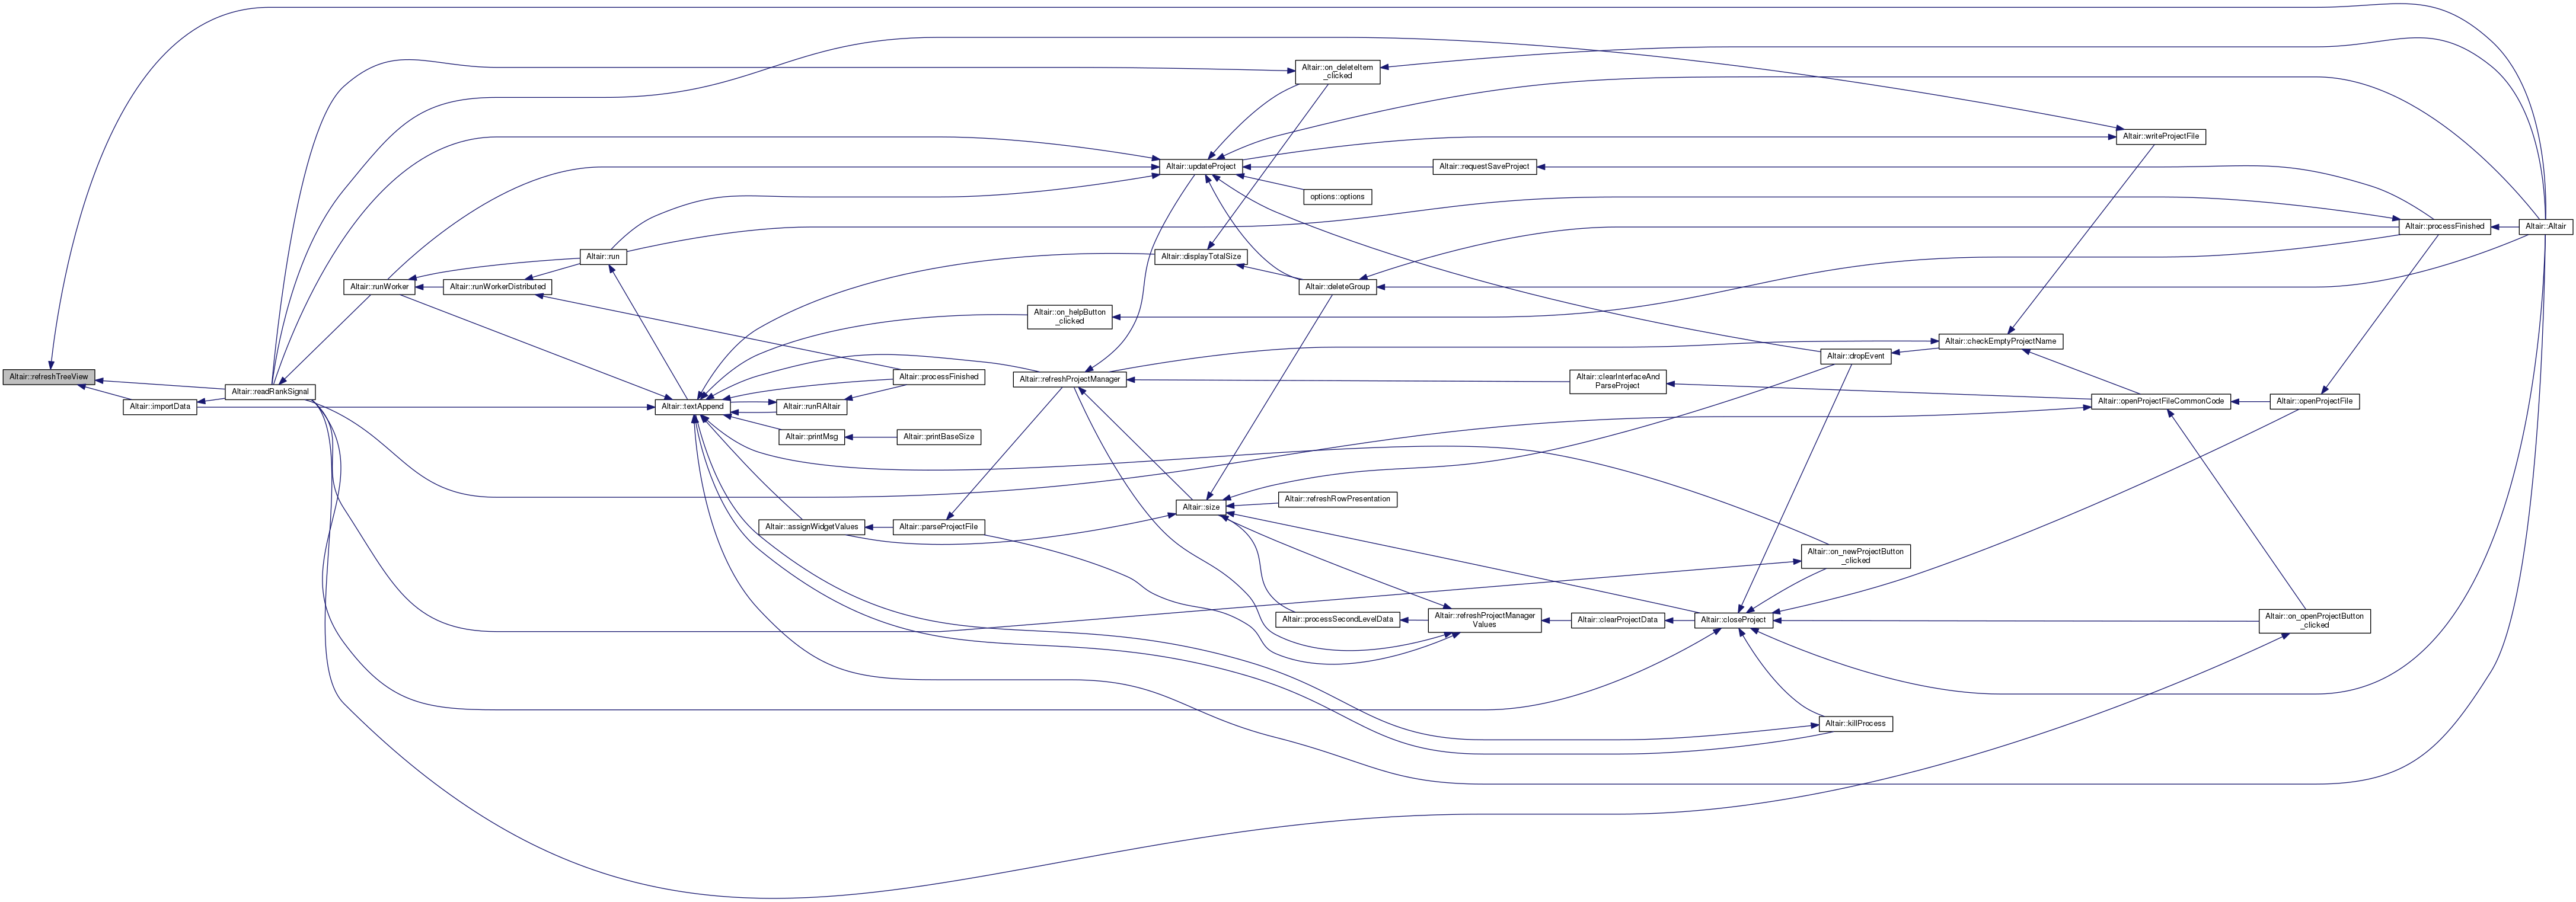 Altair::on_deleteItem
_clicked
Altair::writeProjectFile
Altair::updateProject
Altair::requestSaveProject
options::options
Altair::processFinished
Altair::Altair
Altair::run
Altair::displayTotalSize
Altair::runWorker
Altair::runWorkerDistributed
Altair::deleteGroup
Altair::on_helpButton
_clicked
Altair::checkEmptyProjectName
Altair::dropEvent
Altair::refreshTreeView
Altair::processFinished
Altair::refreshProjectManager
Altair::clearInterfaceAnd
ParseProject
Altair::readRankSignal
Altair::openProjectFileCommonCode
Altair::openProjectFile
Altair::importData
Altair::textAppend
Altair::runRAltair
Altair::printMsg
Altair::printBaseSize
Altair::refreshRowPresentation
Altair::size
Altair::assignWidgetValues
Altair::parseProjectFile
Altair::on_newProjectButton
_clicked
Altair::processSecondLevelData
Altair::refreshProjectManager
Values
Altair::clearProjectData
Altair::closeProject
Altair::on_openProjectButton
_clicked
Altair::killProcess